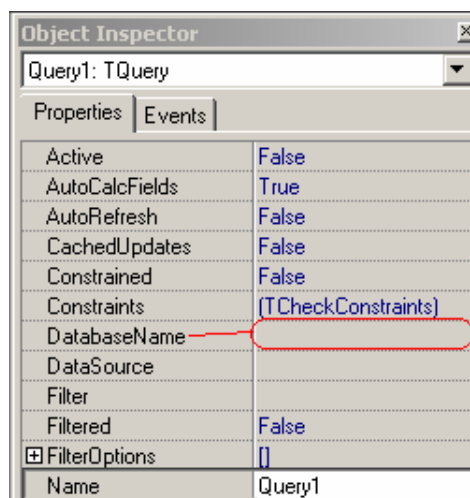 Object Inspector
Query1: TQuery
Properties Events
Active False
AutoCalcFields True
AutoRefresh False
CachedUpdates False
Constrained False
Constraints (TCheckConstraints)
DatabaseName
DataSource
Filter
Filtered False
FilterOptions []
Name Query1